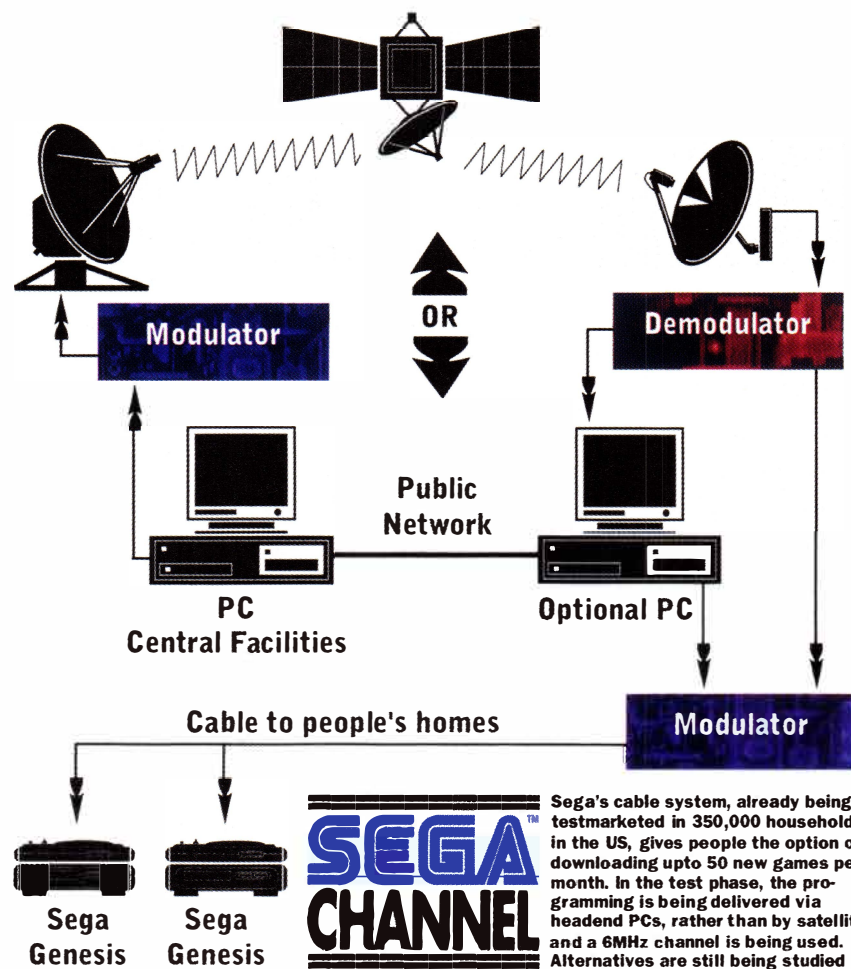 OR
Modulator
Demodulator
Public
Network
PC
Central Facilities
Optional PC
Cable to people's homes
Modulator
Sega
Genesis
Sega
Genesis
SEGA™
CHANNEL
Sega's cable system, already being
testmarketed in 350,000 household
in the US, gives people the option o
downloading upto 50 new games pe
month. In the test phase, the pro-
gramming is being delivered via
headend PCs, rather than by satellit
and a 6MHz channel is being used.
Alternatives are still being studied